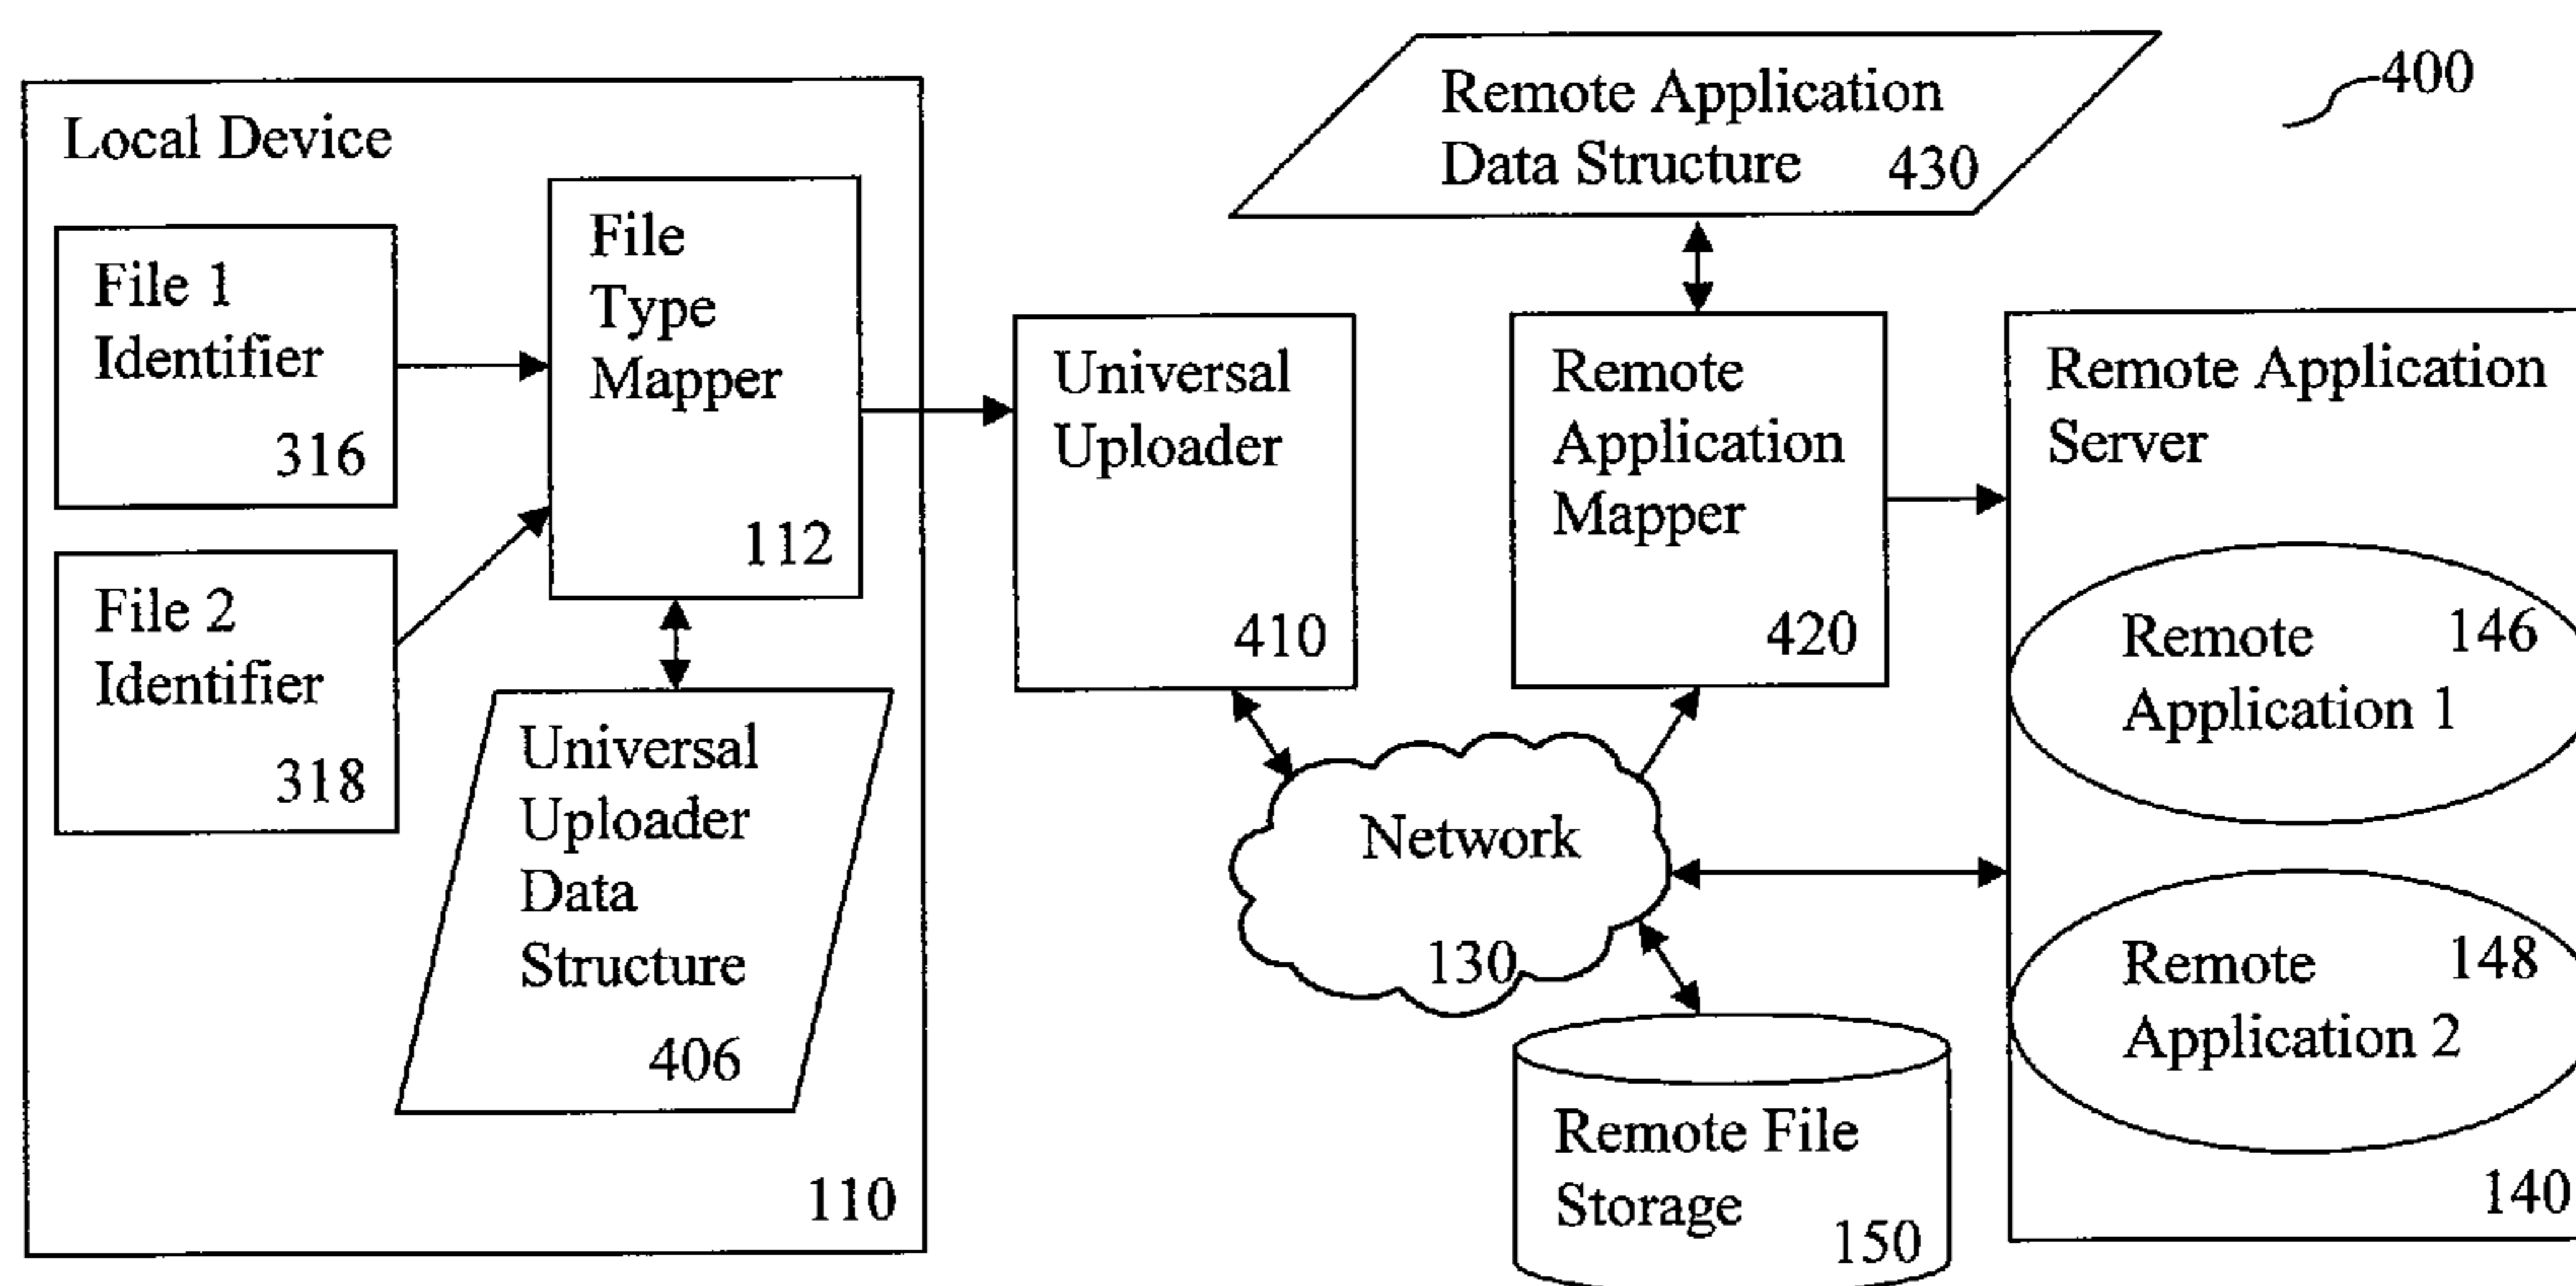 400
Remote Application
Data Structure 430
Local Device
File 1
Identifier
316
File 2
Identifier
318
File
Type
Mapper
112
Universal
Uploader
Data
Structure
406
110
Universal
Uploader
410
Remote
Application
Mapper
420
Network
130
Remote File
Storage
150
Remote Application
Server
Remote 146
Application 1
Remote 148
Application 2
140